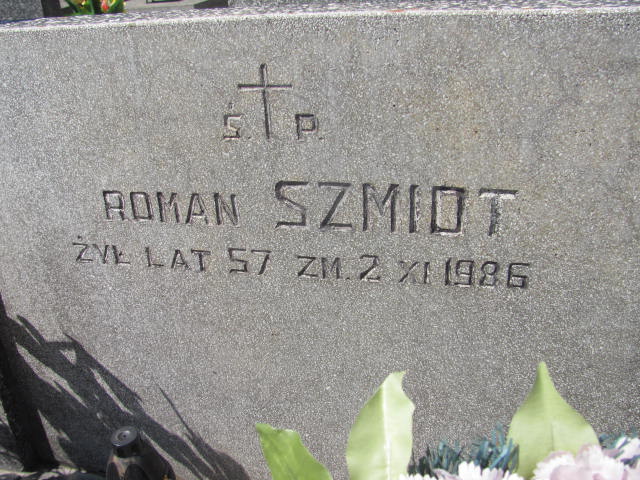 Ś. P.
ROMAN SZMIDT
ŻYŁ LAT 57 ZM. 2 XI 1986